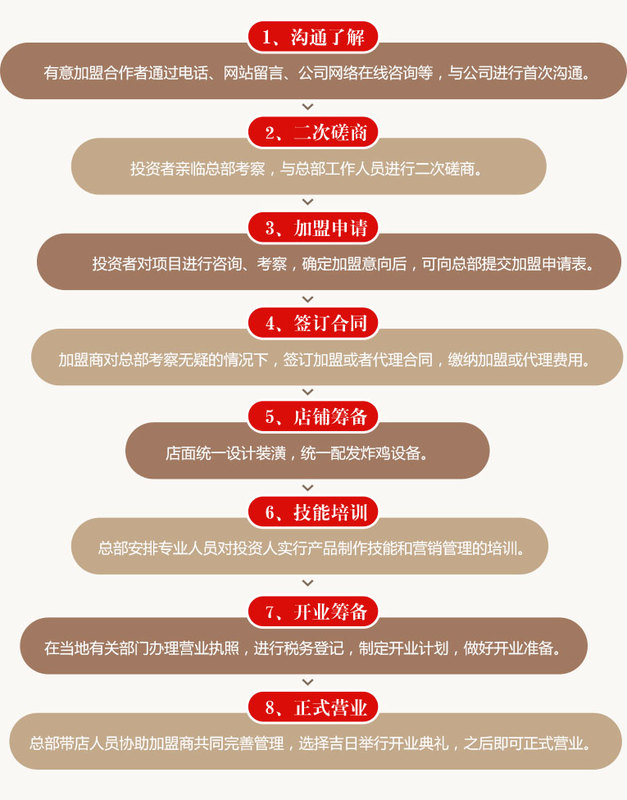 1、沟通了解
有意加盟合作者通过电话、网站留言、公司网络在线咨询等，与公司进行首次沟通。
2、二次磋商
投资者亲临总部考察，与总部工作人员进行二次磋商。
3、加盟申请
投资者对项目进行咨询、考察，确定加盟意向后，可向总部提交加盟申请表。
4、签订合同
加盟商对总部考察无疑的情况下，签订加盟或者代理合同，缴纳加盟或代理费用。
5、店铺筹备
店面统一设计装潢，统一配发炸鸡设备。
6、技能培训
总部安排专业人员对投资人实行产品制作技能和营销管理的培训。
7、开业筹备
在当地有关部门办理营业执照，进行税务登记，制定开业计划，做好开业准备。
8、正式营业
总部带店人员协助加盟商共同完善管理，选择吉日举行开业典礼，之后即可正式营业。